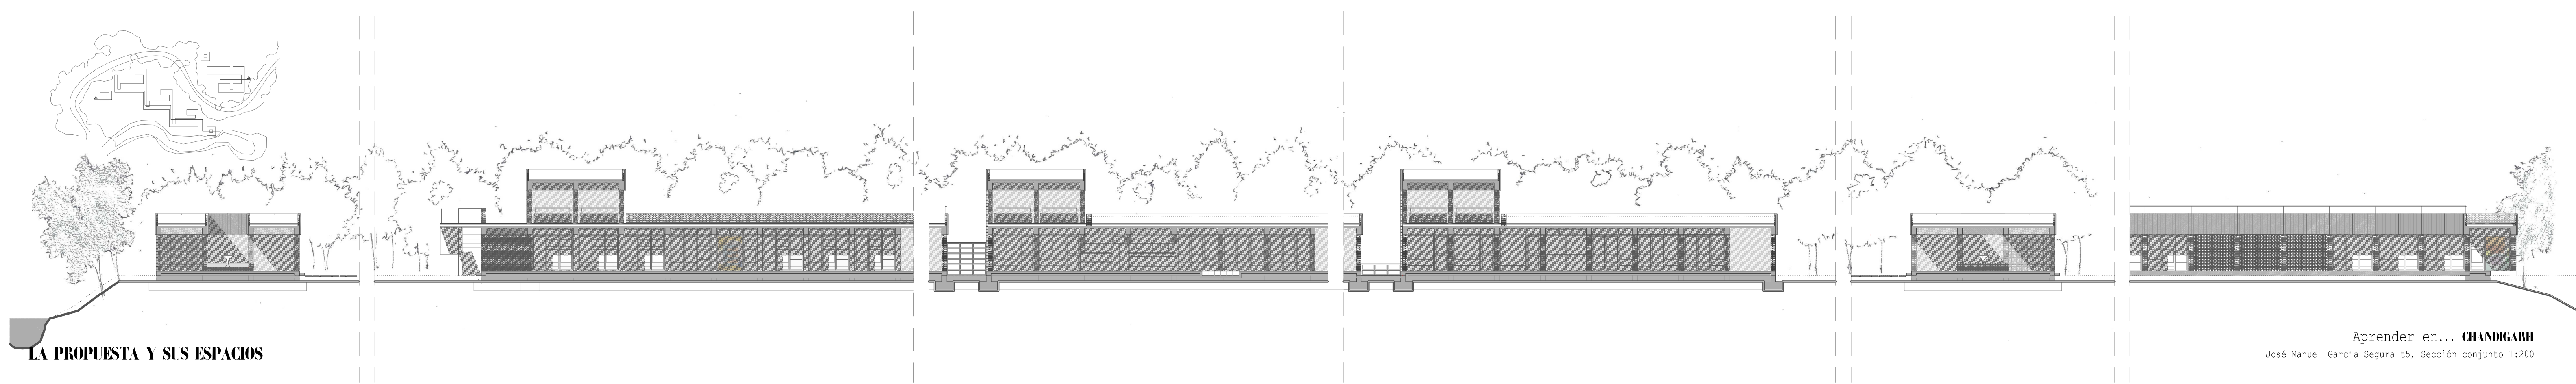 LA PROPUESTA Y SUS ESPACIOS
Aprender en... CHANDIGARH
José Manuel García Segura t5, Sección conjunto 1:200